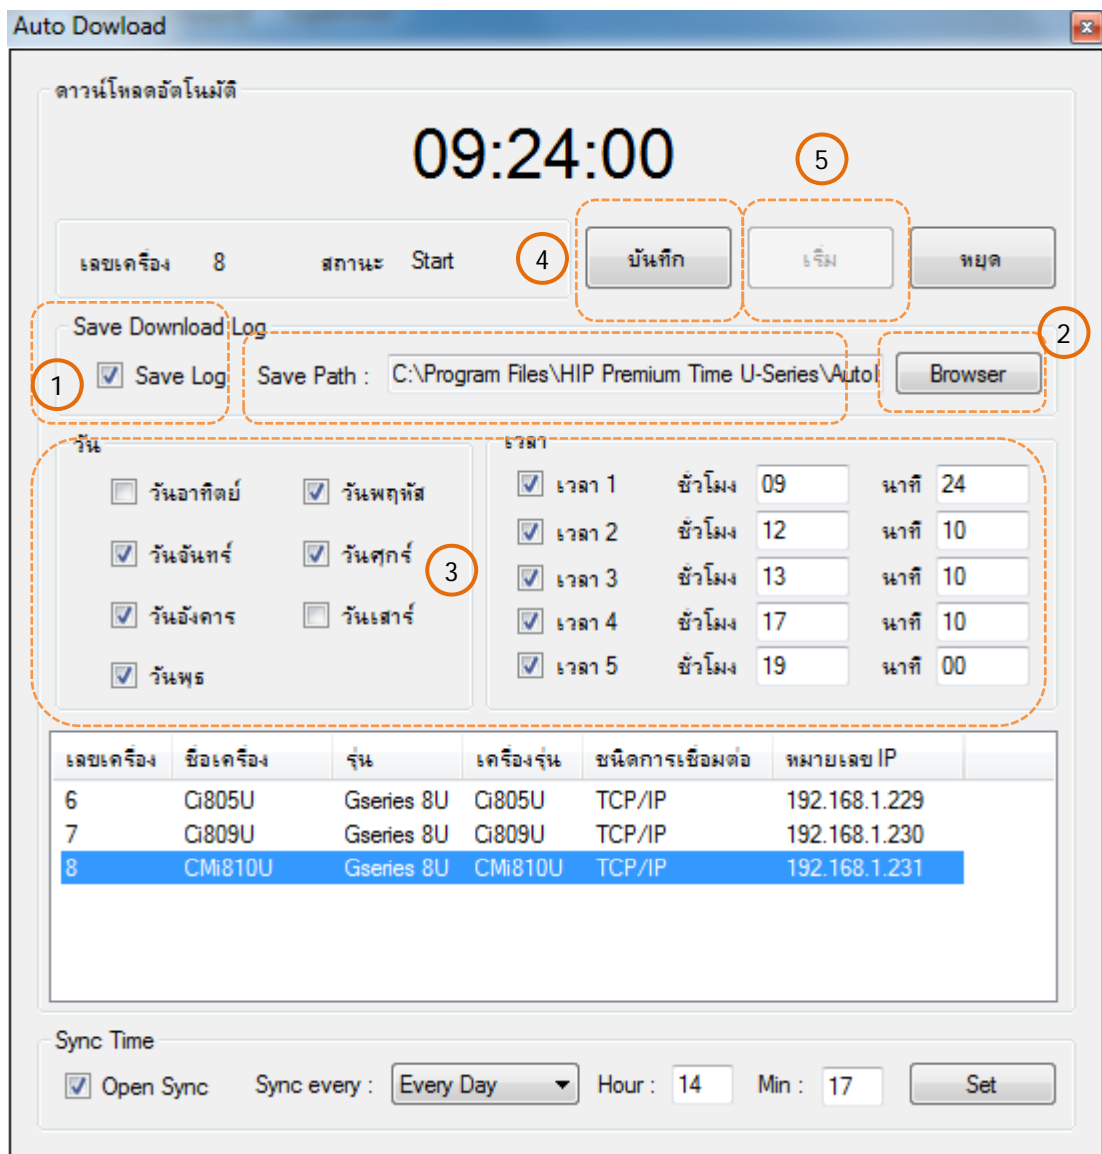 Auto Dowload
ดาวน์โหลดอัตโนมัติ
09:24:00
5
เลขเครื่อง 8 สถานะ Start 4 บันทึก เริ่ม หยุด
Save Download Log 2
1 Save Log Save Path : C:\Program Files\HIP Premium Time U-Series\Auto Browser
วัน เวลา
วันอาทิตย์ วันพฤหัส เวลา 1 ชั่วโมง 09 นาที 24
เวลา 2 ชั่วโมง 12 นาที 10
วันจันทร์ วันศุกร์ 3 เวลา 3 ชั่วโมง 13 นาที 10
วันอังคาร วันเสาร์ เวลา 4 ชั่วโมง 17 นาที 10
วันพุธ เวลา 5 ชั่วโมง 19 นาที 00
เลขเครื่อง ชื่อเครื่อง รุ่น เครื่องรุ่น ชนิดการเชื่อมต่อ หมายเลข IP
6 Ci805U Gseries 8U Ci805U TCP/IP 192.168.1.229
7 Ci809U Gseries 8U Ci809U TCP/IP 192.168.1.230
8 CMi810U Gseries 8U CMi810U TCP/IP 192.168.1.231
Sync Time
Open Sync Sync every : Every Day Hour : 14 Min : 17 Set